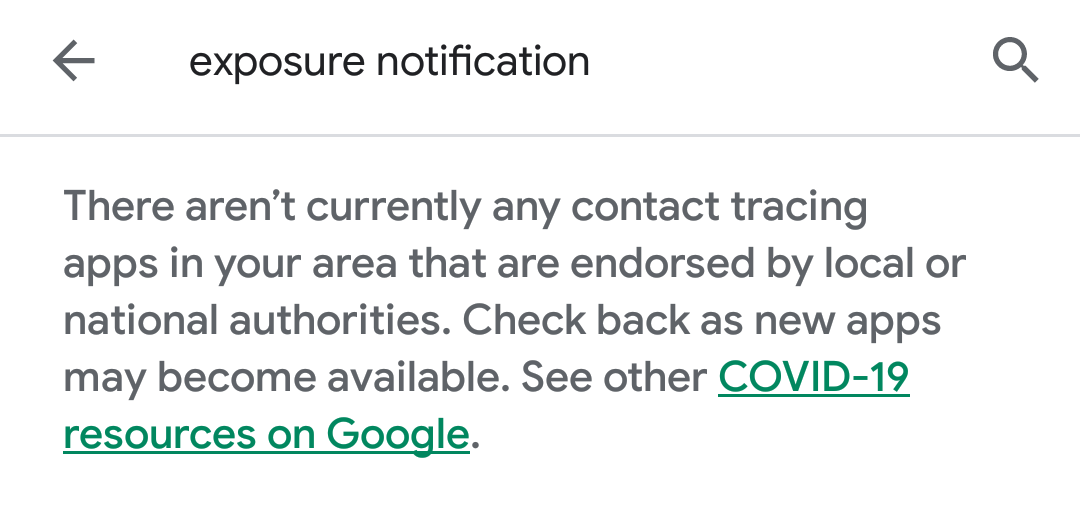 exposure notification
There aren’t currently any contact tracing
apps in your area that are endorsed by local or
national authorities. Check back as new apps
may become available. See other COVID-19
resources on Google.